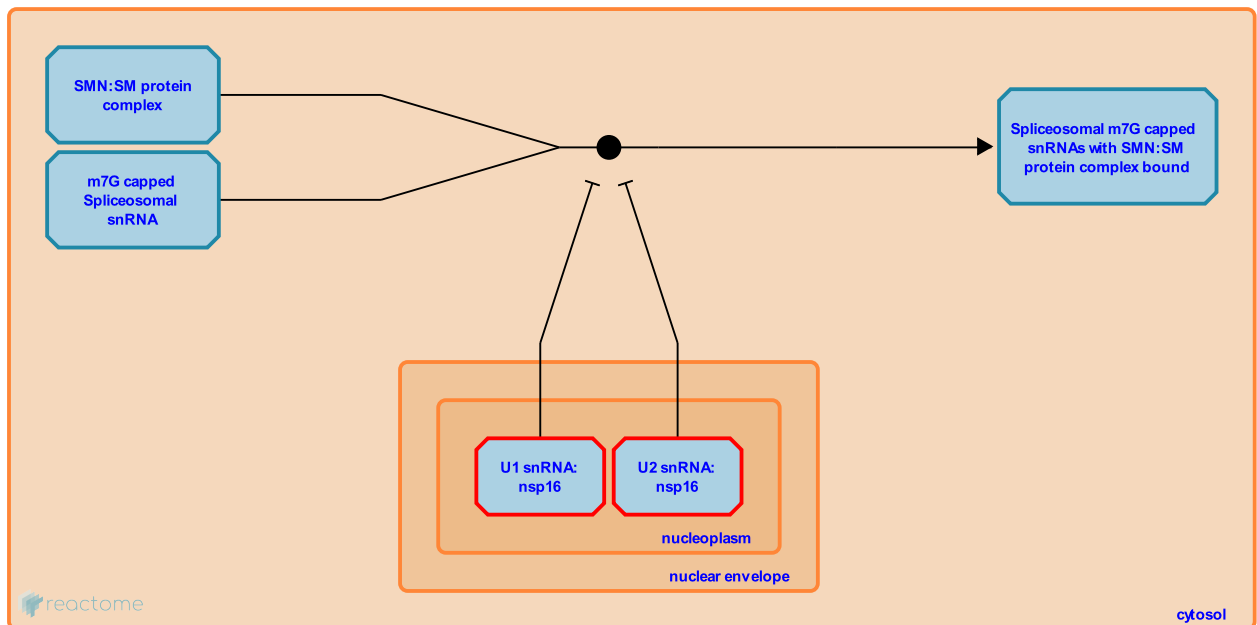 SMN:SM protein
complex
m7G capped
Spliceosomal
snRNA
Spliceosomal m7G capped
snRNAs with SMN:SM
protein complex bound
U1 snRNA:
nsp16
U2 snRNA:
nsp16
nucleoplasm
nuclear envelope
reactome
cytosol